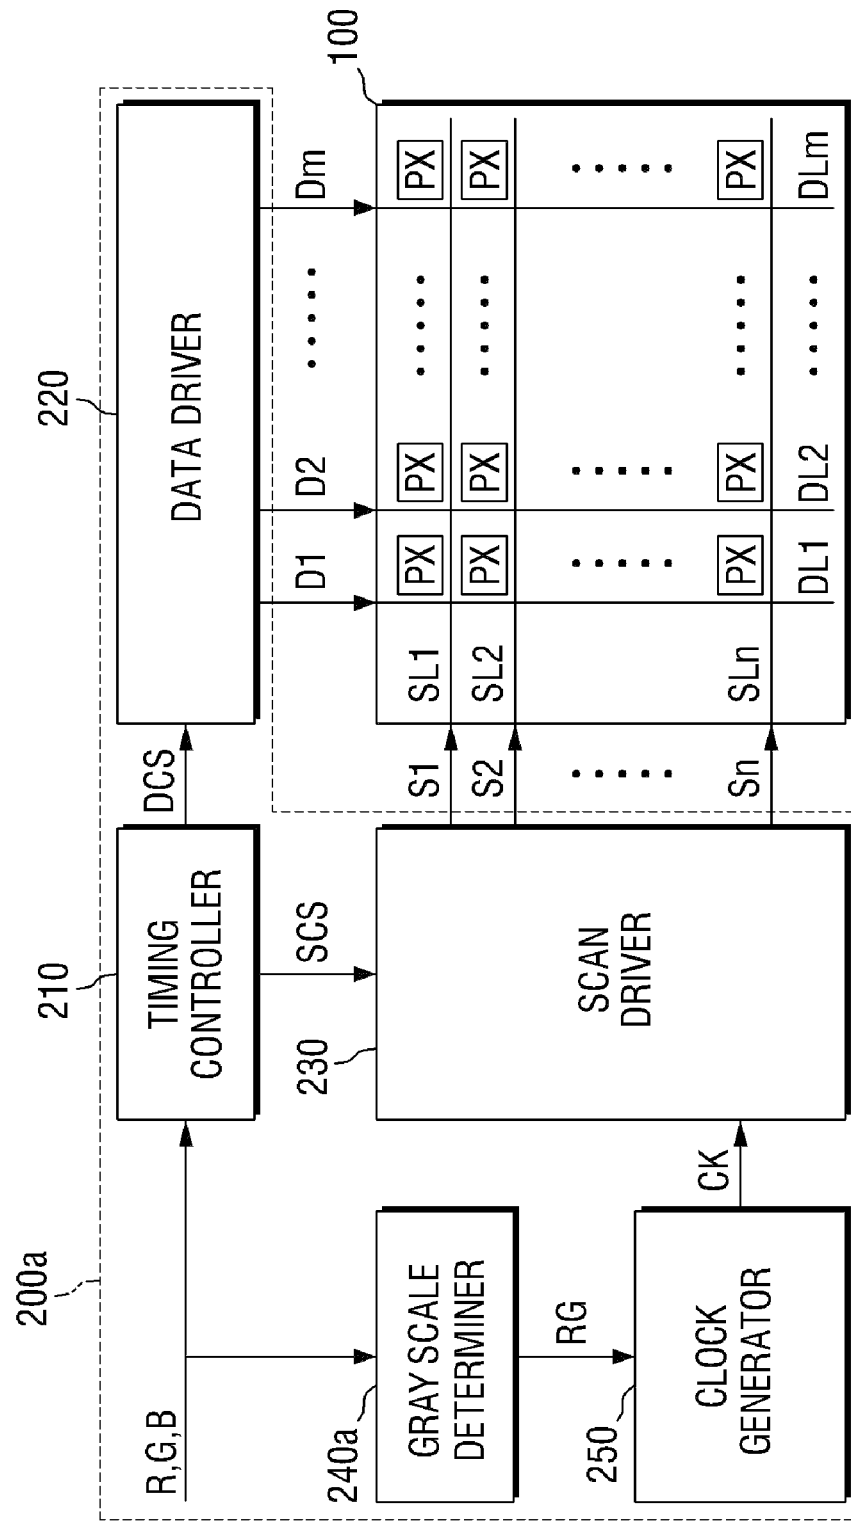 200a
R,G,B
210
TIMING
CONTROLLER
DCS
220
DATA DRIVER
240a
GRAY SCALE
DETERMINER
SCS
D1
D2
Dm
RG
230
SCAN
DRIVER
100
S1
SL1
PX
PX
PX
S2
SL2
PX
PX
PX
250
CLOCK
GENERATOR
CK
Sn
SLn
PX
PX
PX
DL1
DL2
DLm